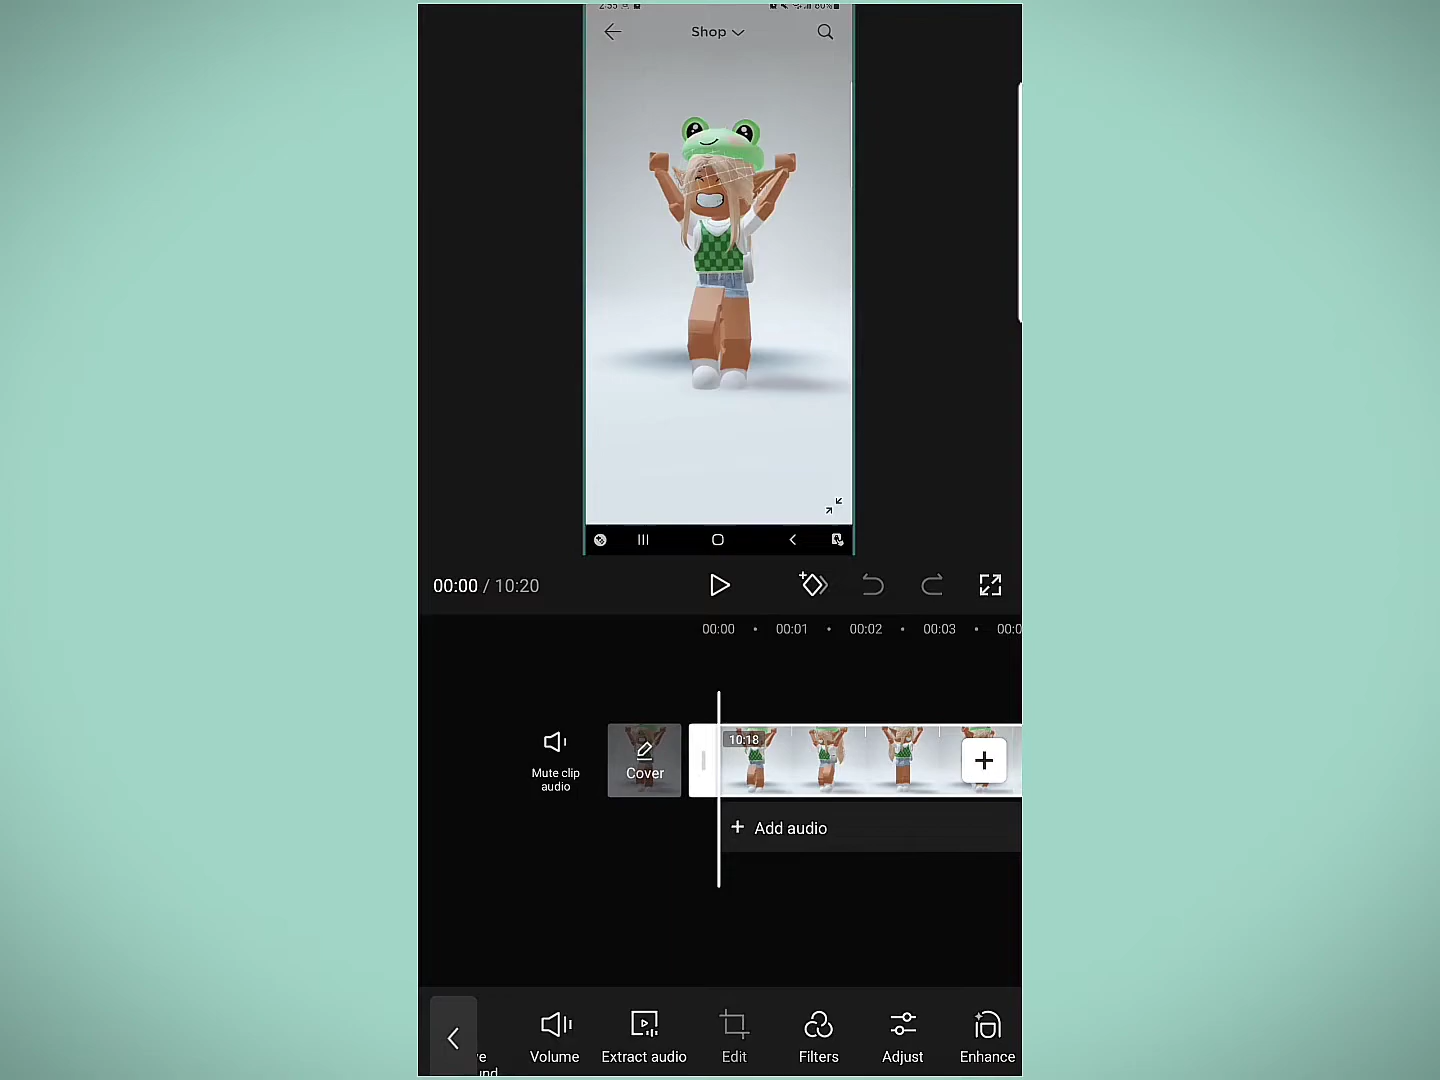 Shop
00:00 / 10:20
00:00 00:01 00:02 00:03
10:18
Mute clip
audio
Cover
+ Add audio
Volume Extract audio Edit Filters Adjust Enhance